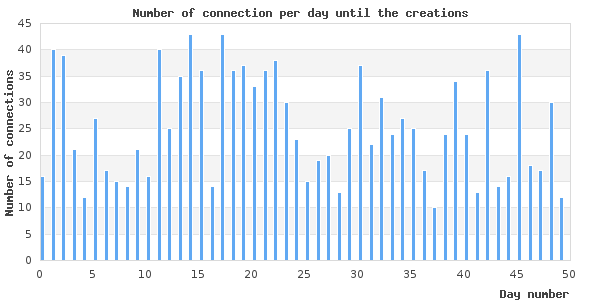 Number of connection per day until the creations
45
40
35
30
25
20
15
10
5
0
Number of connections
0 5 10 15 20 25 30 35 40 45 50
Day number